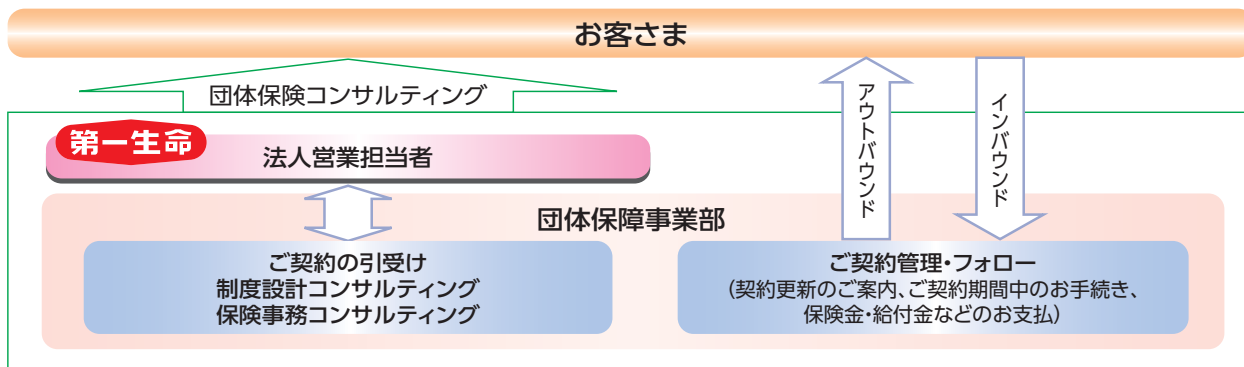 お客さま
団体保険コンサルティング
アウトバウンド
インバウンド
第一生命
法人営業担当者
団体保障事業部
ご契約の引受け
制度設計コンサルティング
保険事務コンサルティング
ご契約管理・フォロー
(契約更新のご案内、ご契約期間中のお手続き、
保険金・給付金などのお支払)